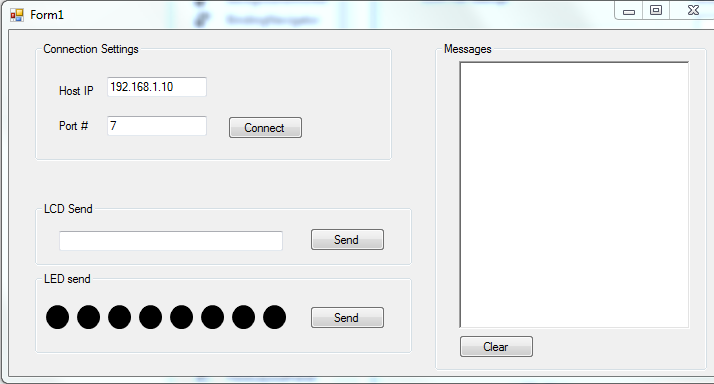 Form1
Connection Settings
Host IP 192.168.1.10
Port # 7 Connect
LCD Send
Send
LED send
Send
Messages
Clear